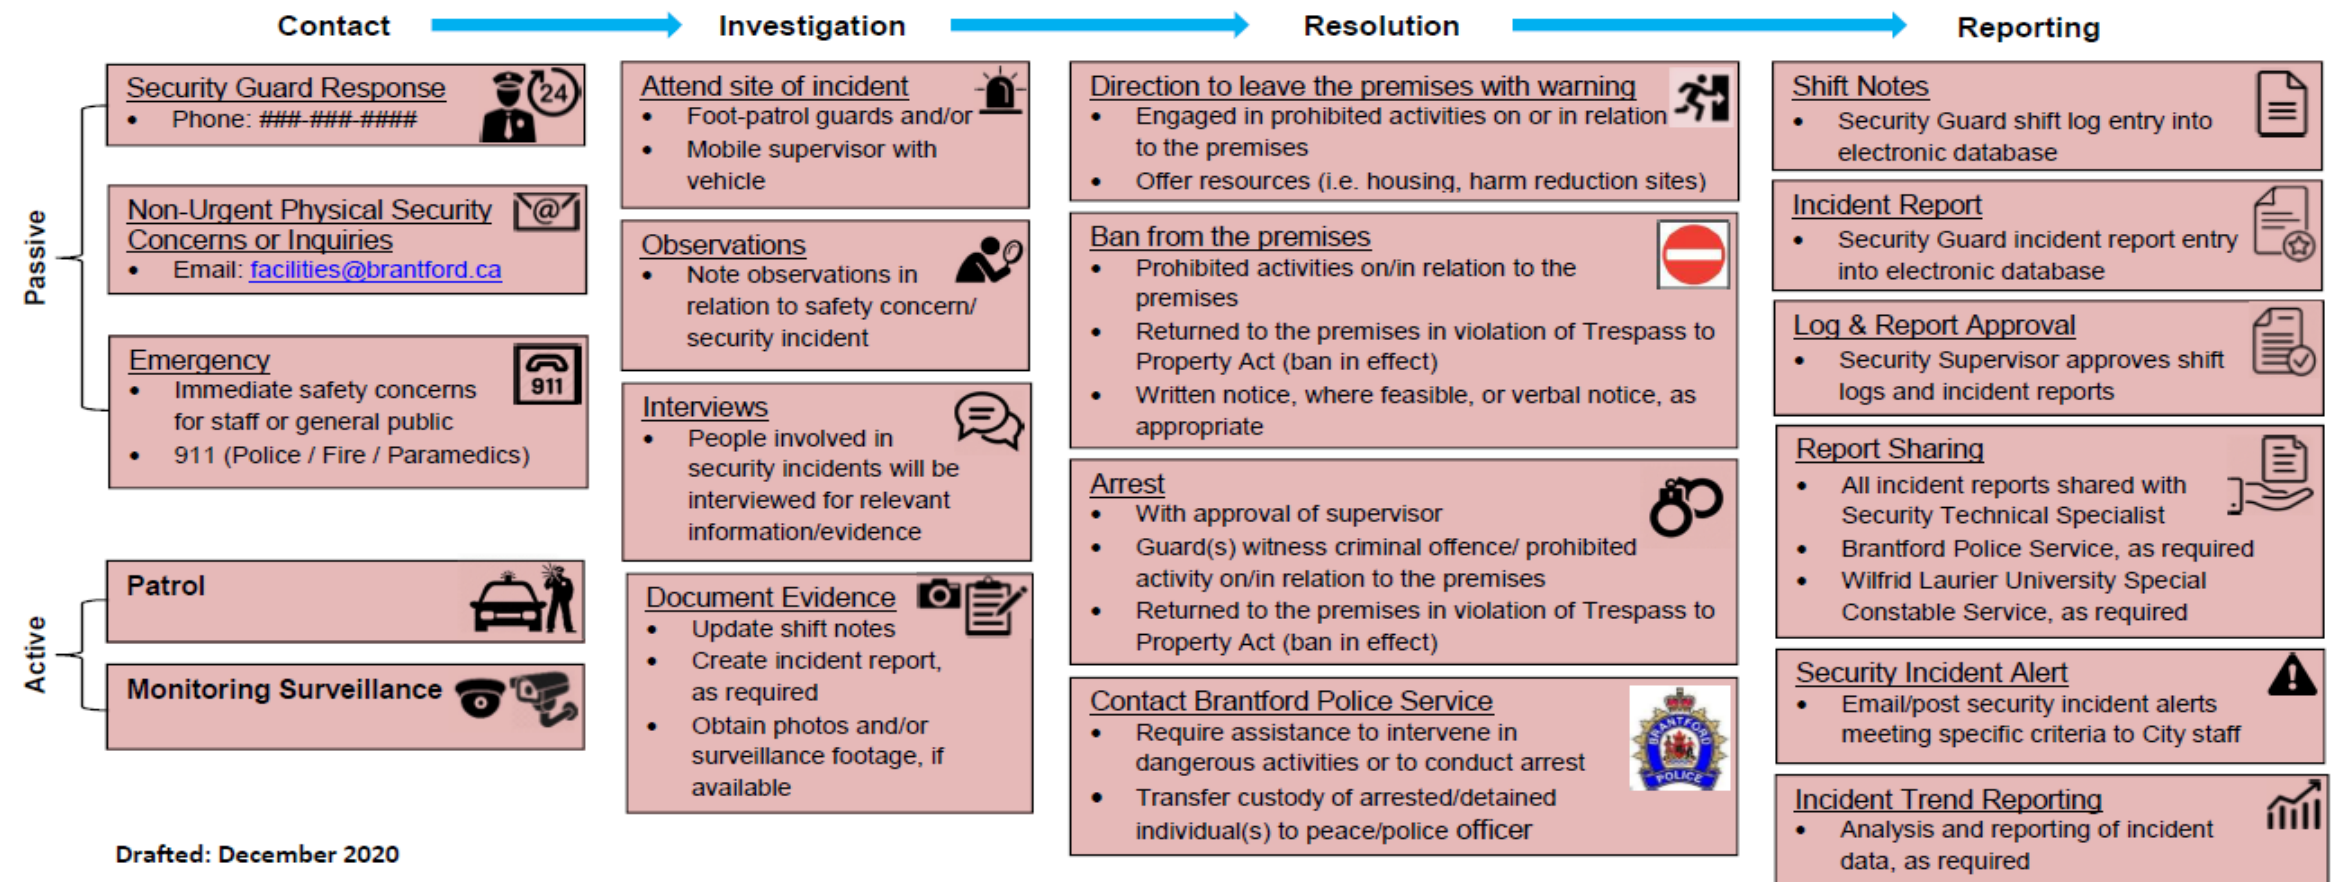 Contact
Investigation
Resolution
Reporting
Passive
Security Guard Response
24
• Phone: ###-###-####
Non-Urgent Physical Security
Concerns or Inquiries
@
• Email: facilities@brantford.ca
Emergency
911
• Immediate safety concerns
for staff or general public
• 911 (Police / Fire / Paramedics)
Active
Patrol
Monitoring Surveillance
Attend site of incident
• Foot-patrol guards and/or
• Mobile supervisor with
vehicle
Observations
• Note observations in
relation to safety concern/
security incident
Interviews
• People involved in
security incidents will be
interviewed for relevant
information/evidence
Document Evidence
• Update shift notes
• Create incident report,
as required
• Obtain photos and/or
surveillance footage, if
available
Direction to leave the premises with warning
• Engaged in prohibited activities on or in relation
to the premises
• Offer resources (i.e. housing, harm reduction sites)
Ban from the premises
• Prohibited activities on/in relation to the
premises
• Returned to the premises in violation of Trespass to
Property Act (ban in effect)
• Written notice, where feasible, or verbal notice, as
appropriate
Arrest
• With approval of supervisor
• Guard(s) witness criminal offence/ prohibited
activity on/in relation to the premises
• Returned to the premises in violation of Trespass to
Property Act (ban in effect)
Contact Brantford Police Service
• Require assistance to intervene in
dangerous activities or to conduct arrest
• Transfer custody of arrested/detained
individual(s) to peace/police officer
BRANTFORD
POLICE
Shift Notes
• Security Guard shift log entry into
electronic database
Incident Report
• Security Guard incident report entry
into electronic database
Log & Report Approval
• Security Supervisor approves shift
logs and incident reports
Report Sharing
• All incident reports shared with
Security Technical Specialist
• Brantford Police Service, as required
• Wilfrid Laurier University Special
Constable Service, as required
Security Incident Alert
• Email/post security incident alerts
meeting specific criteria to City staff
Incident Trend Reporting
• Analysis and reporting of incident
data, as required
Drafted: December 2020